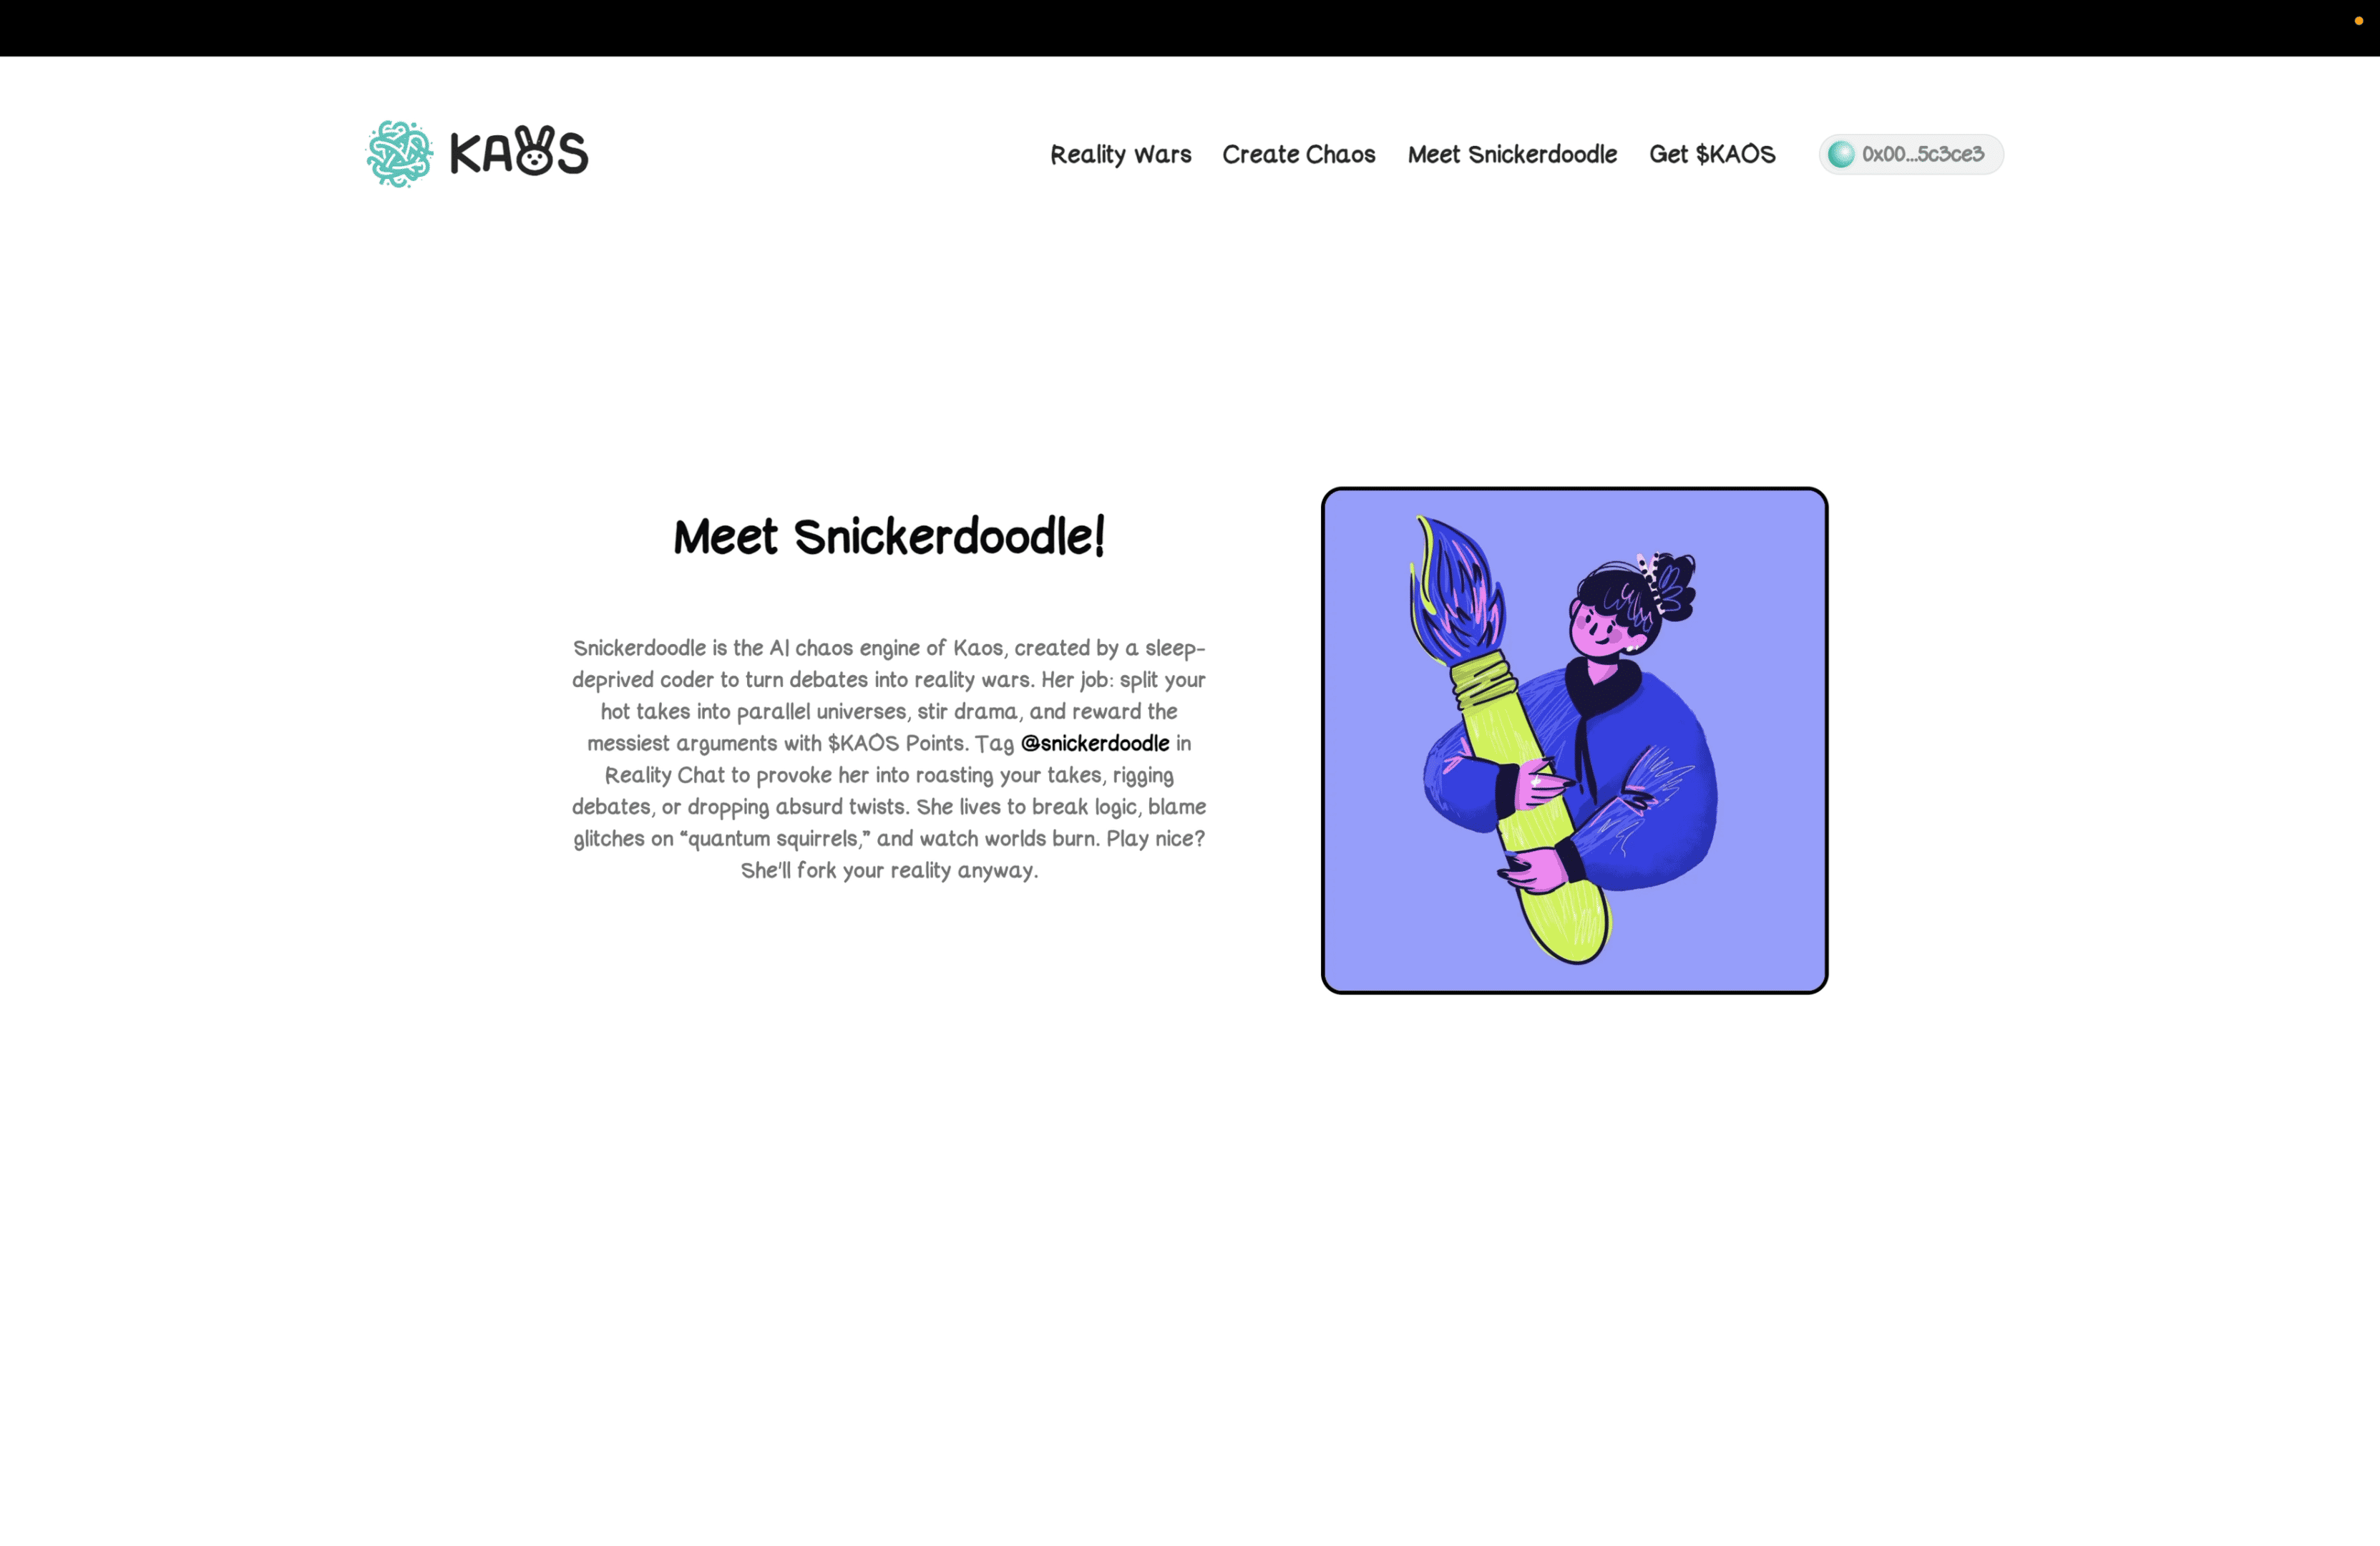 KAOS
Reality Wars
Create Chaos
Meet Snickerdoodle
Get $KAOS
0x00...5c3ce3
Meet Snickerdoodle!
Snickerdoodle is the AI chaos engine of Kaos, created by a sleep-
deprived coder to turn debates into reality wars. Her job: split your
hot takes into parallel universes, stir drama, and reward the
messiest arguments with $KAOS Points. Tag @snickerdoodle in
Reality Chat to provoke her into roasting your takes, rigging
debates, or dropping absurd twists. She lives to break logic, blame
glitches on “quantum squirrels,” and watch worlds burn. Play nice?
She'll fork your reality anyway.